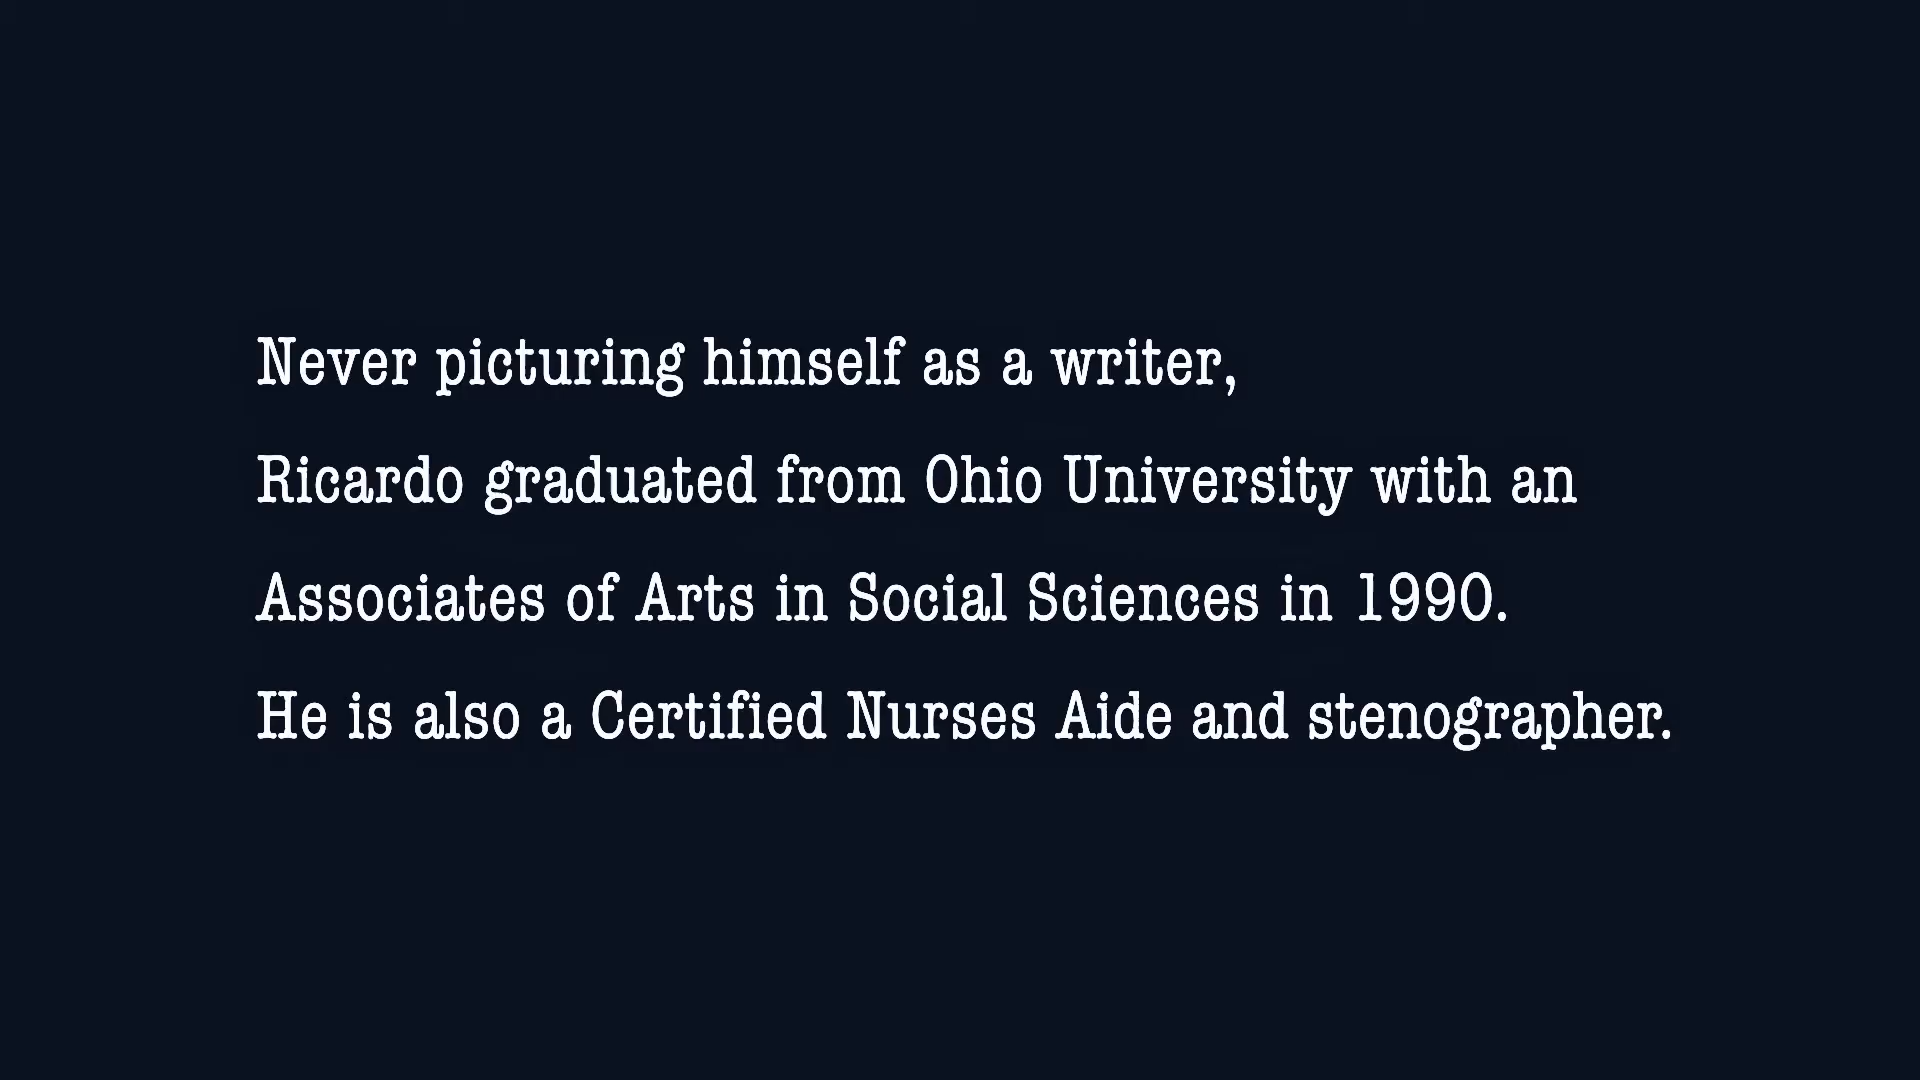 Never picturing himself as a writer,
Ricardo graduated from Ohio University with an
Associates of Arts in Social Sciences in 1990.
He is also a Certified Nurses Aide and stenographer.